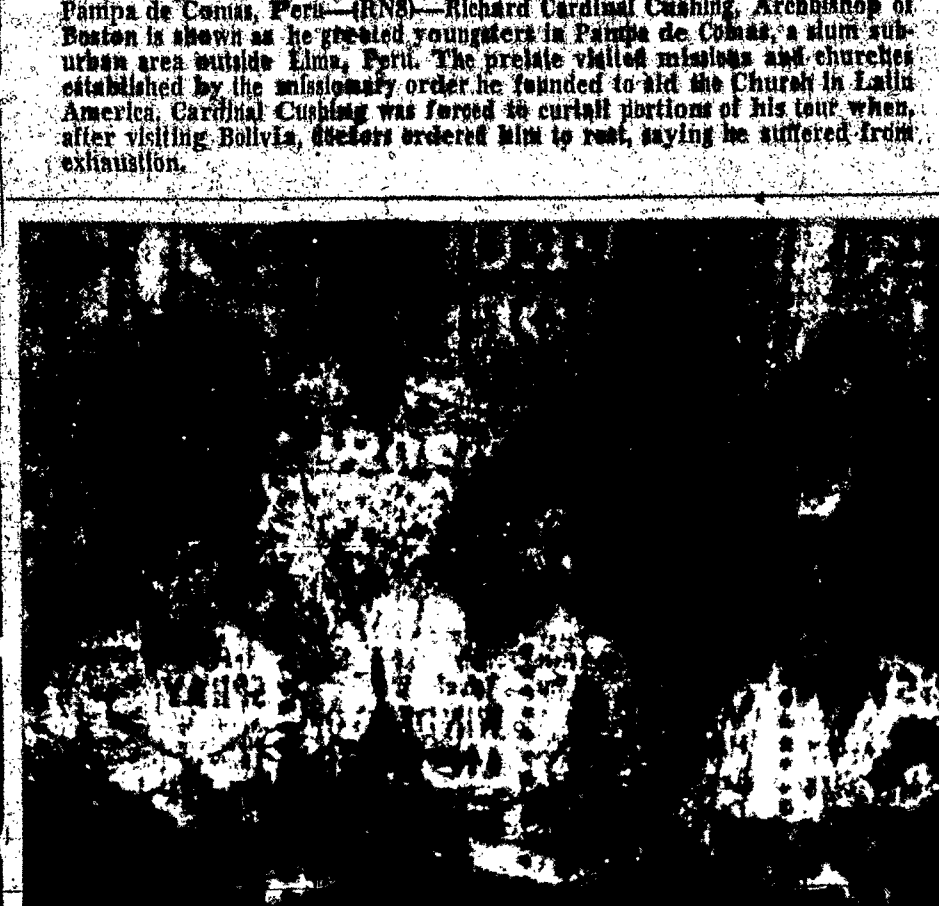 Pampa de Comas, Peru—(RNS)—Richard Cardinal Cushing, Archbishop of
Boston is shown as he greeted youngsters in Pampa de Comas, a slum sub-
urban area outside Lima, Peru. The prelate visited missions and churches
established by the missionary order he founded to aid the Church in Latin
America. Cardinal Cushing was forced to curtail portions of his tour when,
after visiting Bolivia, doctors ordered him to rest, saying he suffered from
exhaustion.